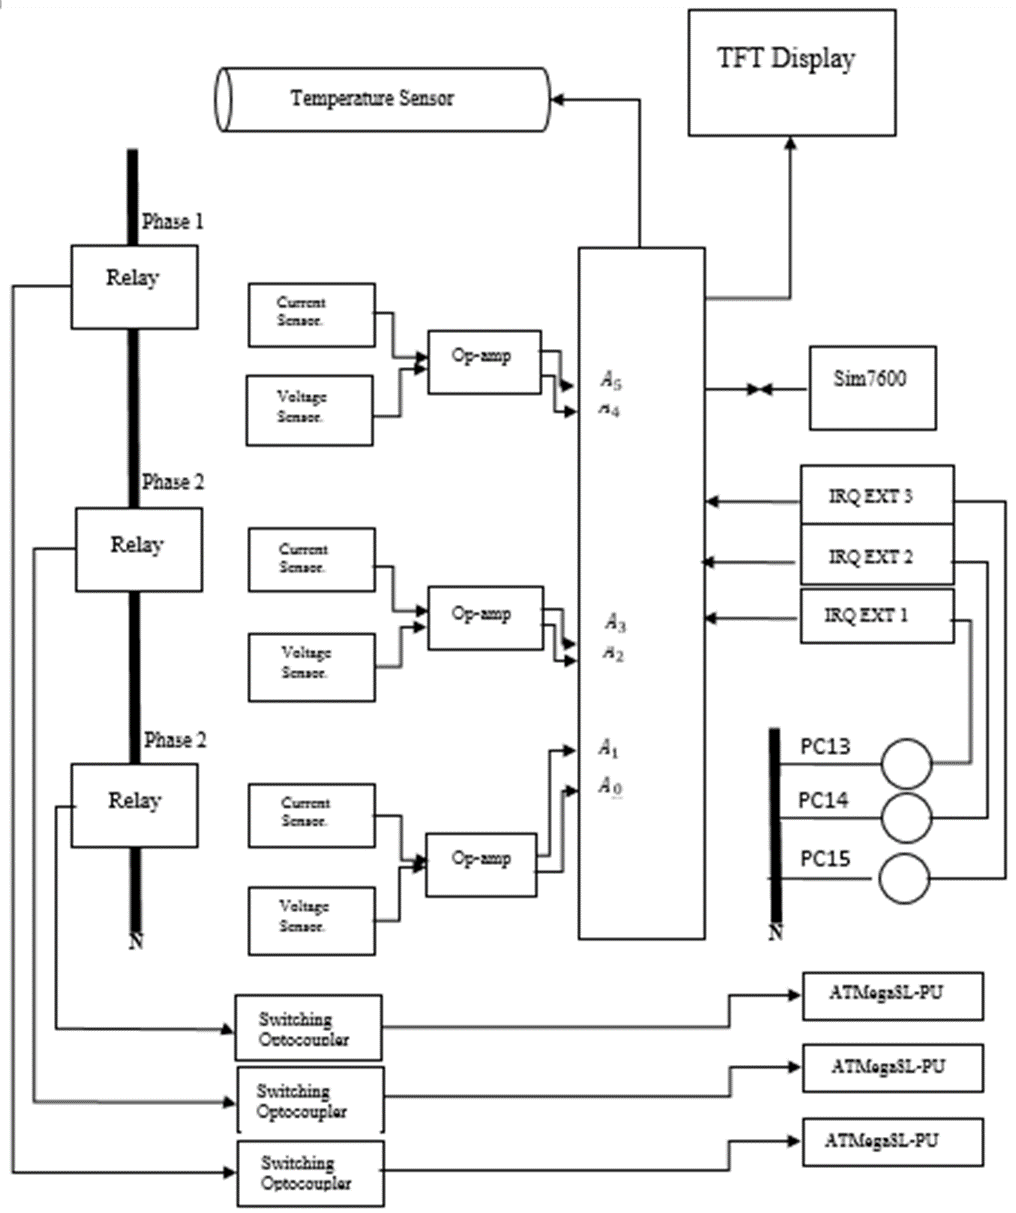 TFT Display
Temperature Sensor
Phase 1
Relay
Current
Sensor.
Voltage
Sensor.
Op-amp
A5
A4
Sim7600
Phase 2
Relay
Current
Sensor.
Voltage
Sensor.
Op-amp
A3
A2
IRQ EXT 3
IRQ EXT 2
IRQ EXT 1
Phase 2
Relay
N
Current
Sensor.
Voltage
Sensor.
Op-amp
A1
A0
PC13
PC14
PC15
N
Switching
Optocoupler
ATMega8L-PU
Switching
Optocoupler
ATMega8L-PU
Switching
Optocoupler
ATMega8L-PU